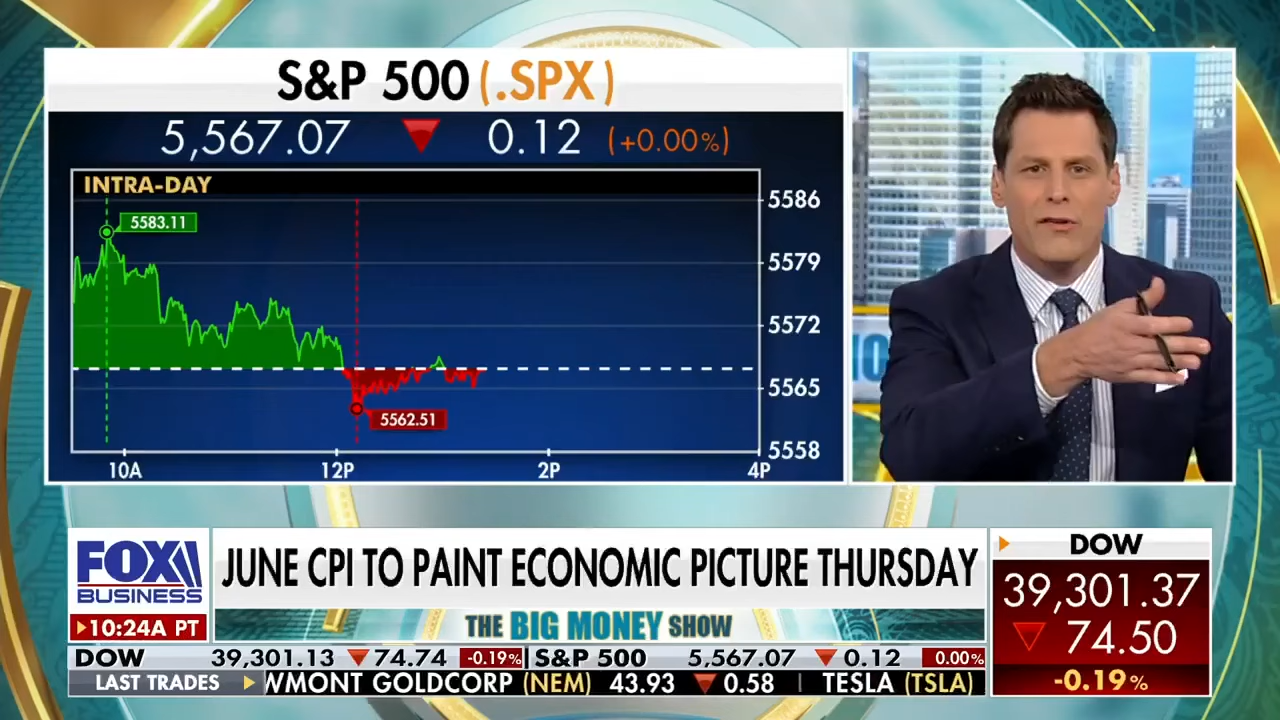 S&P 500 (.SPX)
5,567.07 ▼ 0.12 (+0.00%)
INTRA-DAY
5583.11
5562.51
5586
5579
5572
5565
5558
10A 12P 2P 4P
FOX
BUSINESS
10:24A PT
JUNE CPI TO PAINT ECONOMIC PICTURE THURSDAY
THE BIG MONEY SHOW
DOW
39,301.37
▼ 74.50
-0.19%
DOW 39,301.13 ▼ 74.74 -0.19% S&P 500 5,567.07 ▼ 0.12 0.00%
LAST TRADES WMONT GOLDCORP (NEM) 43.93 ▼ 0.58 | TESLA (TSLA)